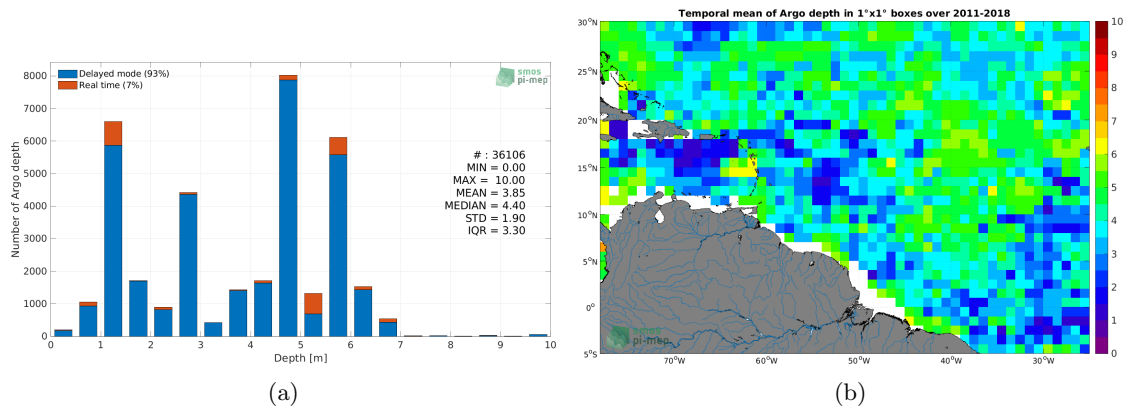 Delayed mode (93%)
Real time (7%)
smos
pi-mep
Number of Argo depth
8000
7000
6000
5000
4000
3000
2000
1000
0
# : 36106
MIN = 0.00
MAX = 10.00
MEAN = 3.85
MEDIAN = 4.40
STD = 1.90
IQR = 3.30
0 1 2 3 4 5 6 7 8 9 10
Depth [m]
(a)
Temporal mean of Argo depth in 1°x1° boxes over 2011-2018
30°N
25°N
20°N
15°N
10°N
5°N
0°
5°S
70°W 60°W 50°W 40°W 30°W
smos
pi-mep
10
9
8
7
6
5
4
3
2
1
0
(b)